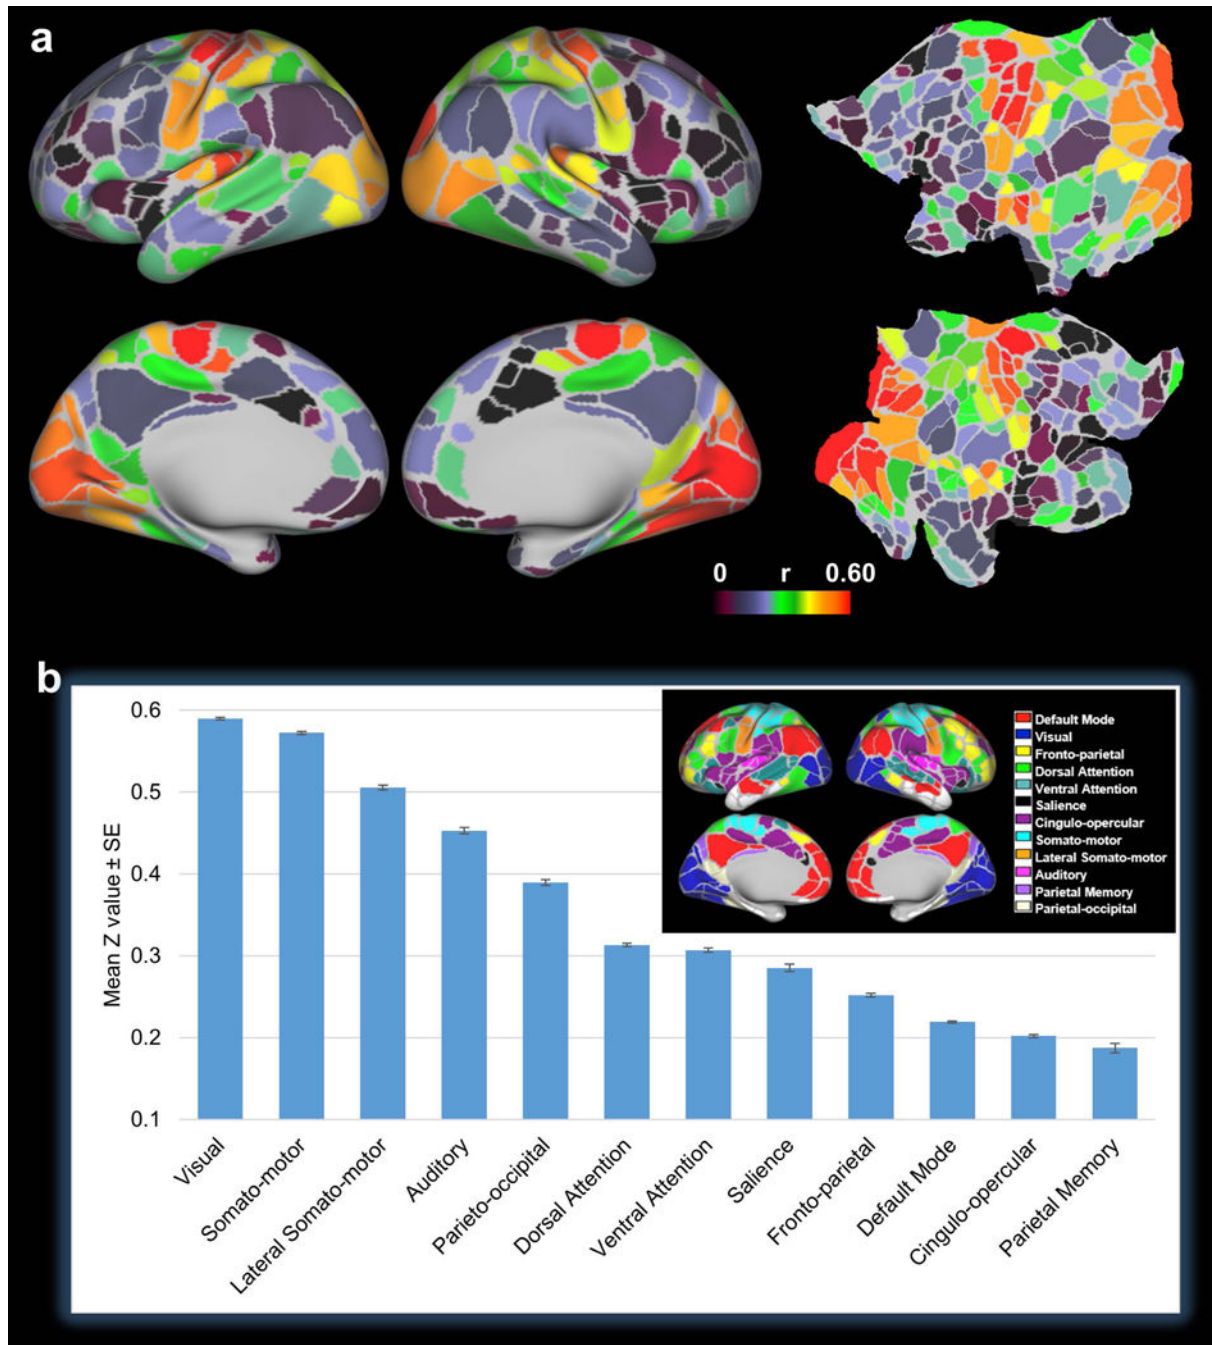 a
0 r 0.60
b
Mean Z value ± SE
0.6
0.5
0.4
0.3
0.2
0.1
Default Mode
Visual
Fronto-parietal
Dorsal Attention
Ventral Attention
Salience
Cingulo-opercular
Somato-motor
Lateral Somato-motor
Auditory
Parietal Memory
Parietal-occipital
Visual
Somato-motor
Lateral Somato-motor
Auditory
Parieto-occipital
Dorsal Attention
Ventral Attention
Salience
Fronto-parietal
Default Mode
Cingulo-opercular
Parietal Memory